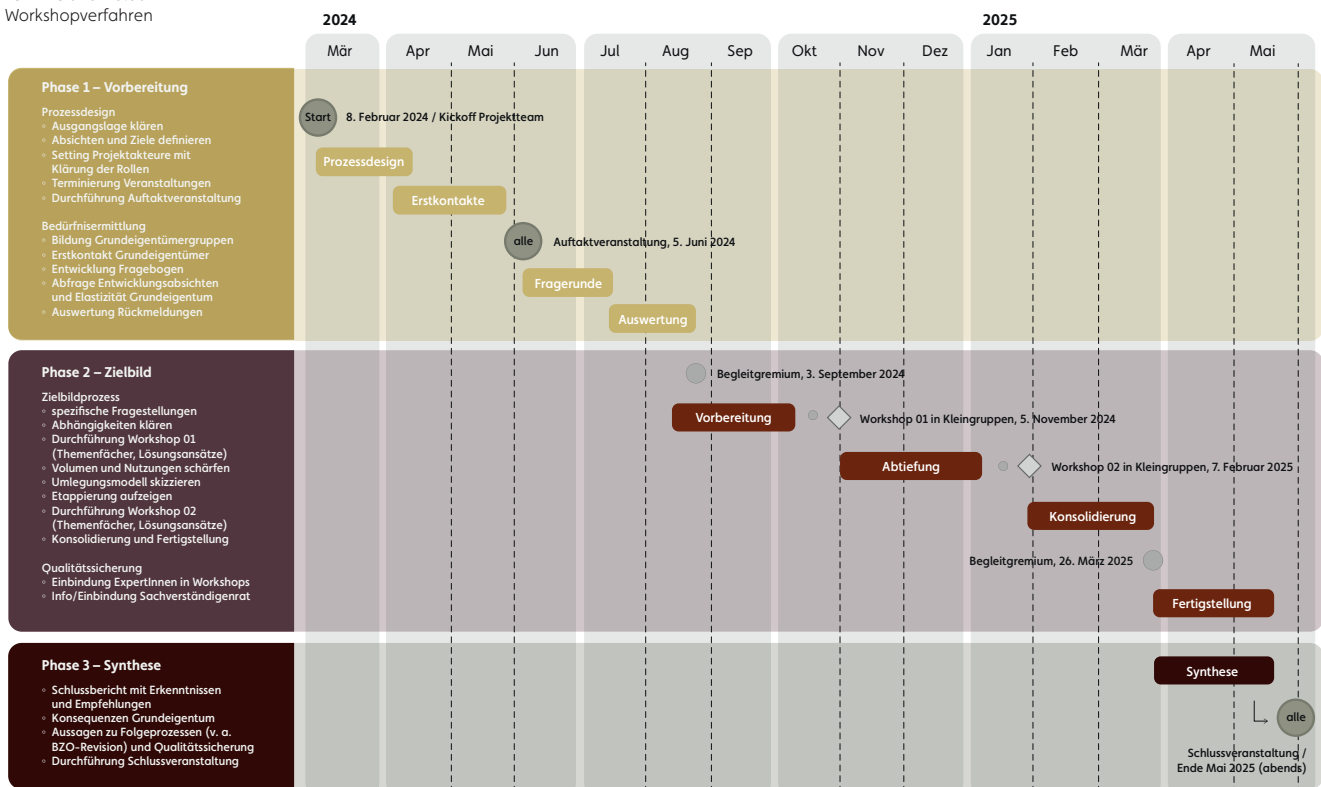 Workshopverfahren
2024
2025
Mär
Apr
Mai
Jun
Jul
Aug
Sep
Okt
Nov
Dez
Jan
Feb
Mär
Apr
Mai
Phase 1 – Vorbereitung
Prozessdesign
◦ Ausgangslage klären
◦ Absichten und Ziele definieren
◦ Setting Projektakteure mit
Klärung der Rollen
◦ Terminierung Veranstaltungen
◦ Durchführung Auftaktveranstaltung
Bedürfnisermittlung
◦ Bildung Grundeigentümergruppen
◦ Erstkontakt Grundeigentümer
◦ Entwicklung Fragebogen
◦ Abfrage Entwicklungsabsichten
und Elastizität Grundeigentum
◦ Auswertung Rückmeldungen
Start
8. Februar 2024 / Kickoff Projektteam
Prozessdesign
Erstkontakte
alle
Auftaktveranstaltung, 5. Juni 2024
Fragerunde
Auswertung
Phase 2 – Zielbild
Zielbildprozess
◦ spezifische Fragestellungen
◦ Abhängigkeiten klären
◦ Durchführung Workshop 01
(Themenfächer, Lösungsansätze)
◦ Volumen und Nutzungen schärfen
◦ Umlegungsmodell skizzieren
◦ Etappierung aufzeigen
◦ Durchführung Workshop 02
(Themenfächer, Lösungsansätze)
◦ Konsolidierung und Fertigstellung
Qualitätssicherung
◦ Einbindung ExpertInnen in Workshops
◦ Info/Einbindung Sachverständigenrat
Begleitgremium, 3. September 2024
Vorbereitung
Workshop 01 in Kleingruppen, 5. November 2024
Abtiefung
Workshop 02 in Kleingruppen, 7. Februar 2025
Konsolidierung
Begleitgremium, 26. März 2025
Fertigstellung
Phase 3 – Synthese
◦ Schlussbericht mit Erkenntnissen
und Empfehlungen
◦ Konsequenzen Grundeigentum
◦ Aussagen zu Folgeprozessen (v. a.
BZO-Revision) und Qualitätssicherung
◦ Durchführung Schlussveranstaltung
Synthese
alle
Schlussveranstaltung /
Ende Mai 2025 (abends)